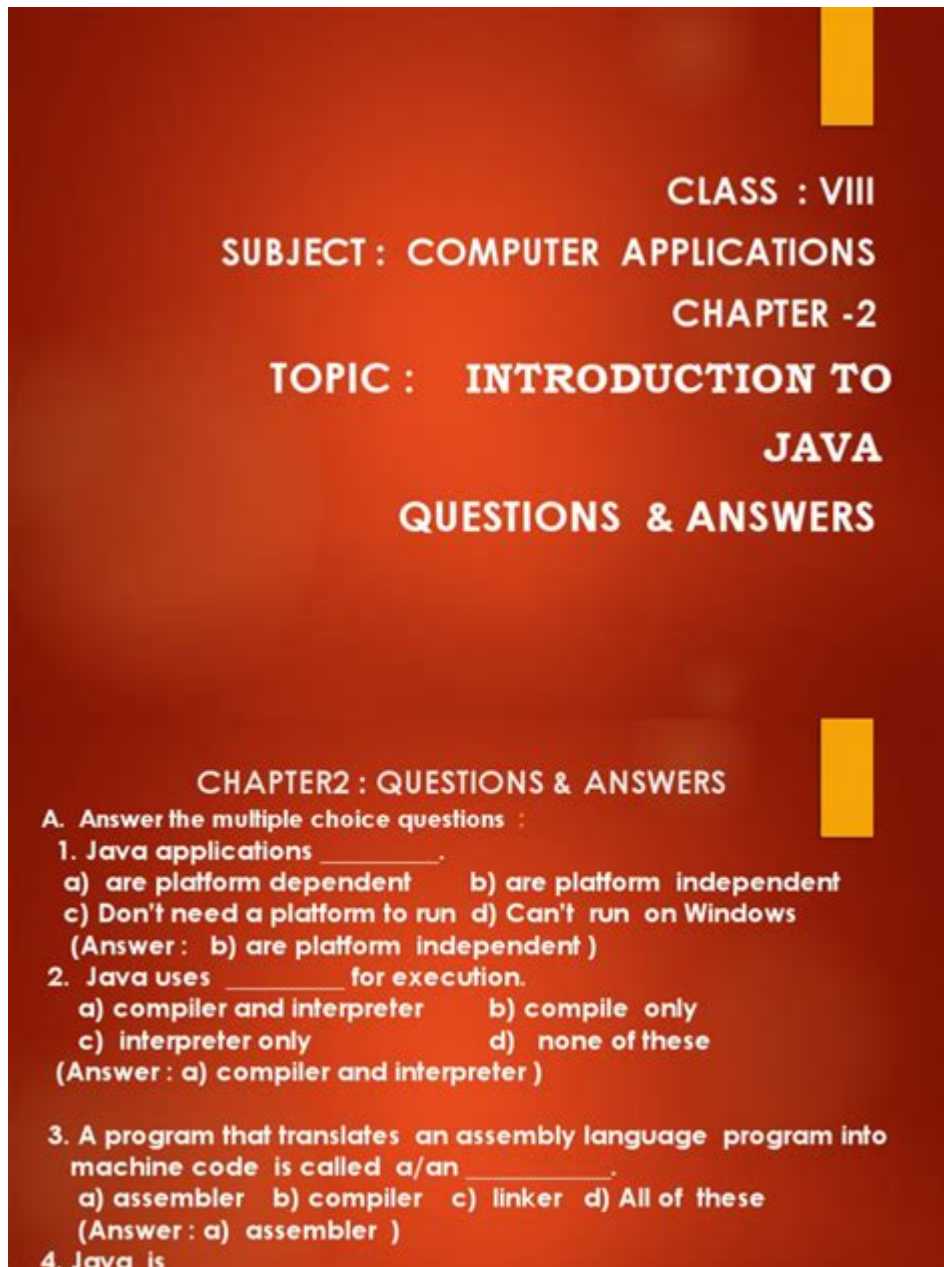 CLASS : VIII
SUBJECT : COMPUTER APPLICATIONS
CHAPTER -2
TOPIC : INTRODUCTION TO
JAVA
QUESTIONS & ANSWERS
CHAPTER2 : QUESTIONS & ANSWERS
A. Answer the multiple choice questions :
1. Java applications _________.
a) are platform dependent b) are platform independent
c) Don't need a platform to run d) Can't run on Windows
(Answer : b) are platform independent )
2. Java uses _________ for execution.
a) compiler and interpreter b) compile only
c) interpreter only d) none of these
(Answer : a) compiler and interpreter )
3. A program that translates an assembly language program into
machine code is called a/an ___________.
a) assembler b) compiler c) linker d) All of these
(Answer : a) assembler )
4. Java is